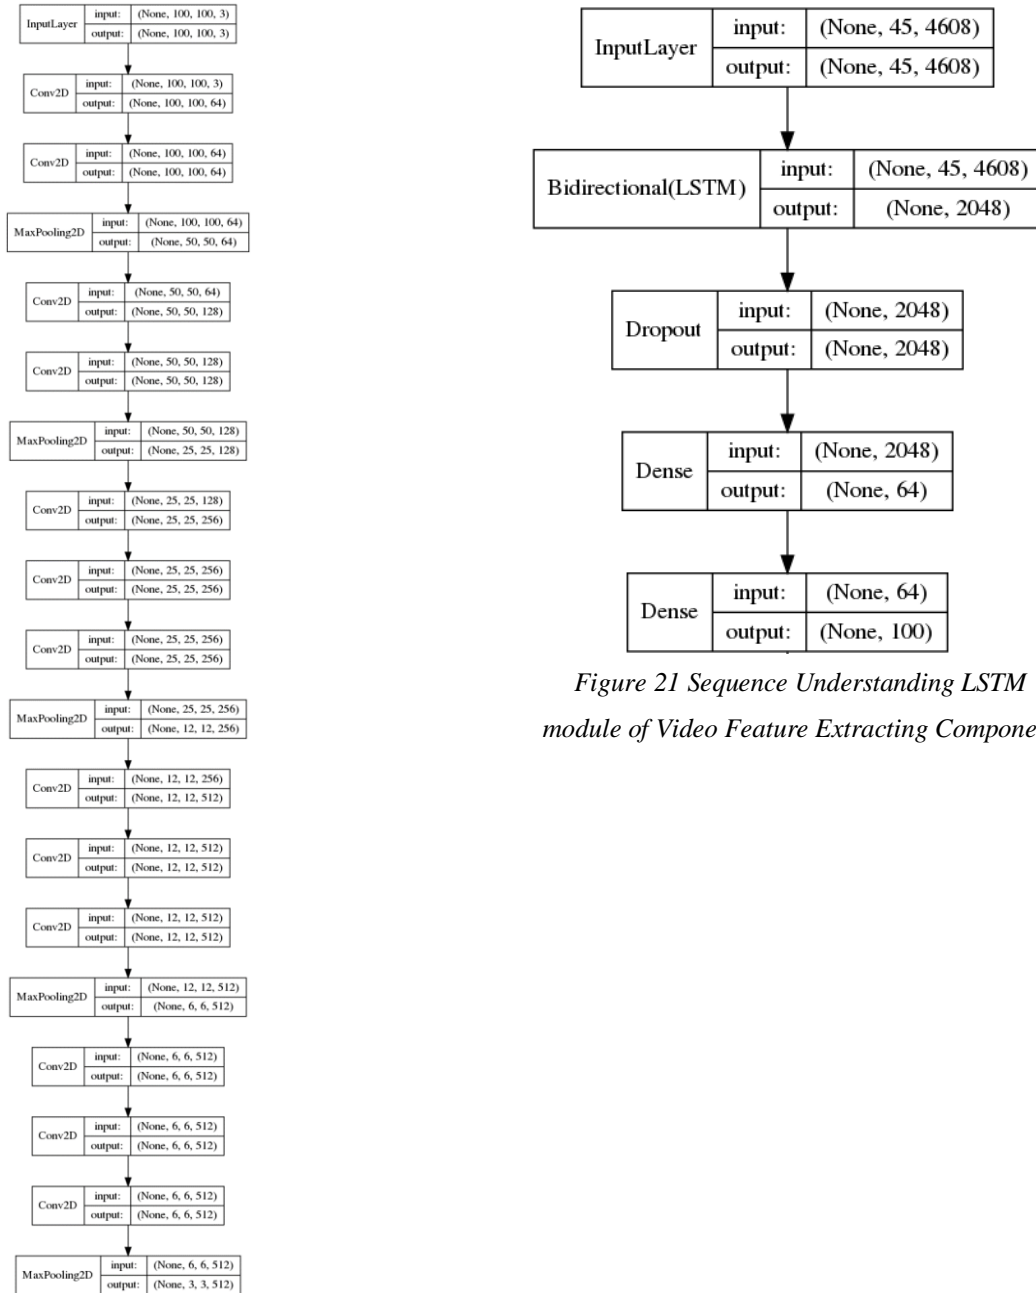 InputLayer input: (None, 100, 100, 3)
output: (None, 100, 100, 3)
Conv2D input: (None, 100, 100, 3)
output: (None, 100, 100, 64)
Conv2D input: (None, 100, 100, 64)
output: (None, 100, 100, 64)
MaxPooling2D input: (None, 100, 100, 64)
output: (None, 50, 50, 64)
Conv2D input: (None, 50, 50, 64)
output: (None, 50, 50, 128)
Conv2D input: (None, 50, 50, 128)
output: (None, 50, 50, 128)
MaxPooling2D input: (None, 50, 50, 128)
output: (None, 25, 25, 128)
Conv2D input: (None, 25, 25, 128)
output: (None, 25, 25, 256)
Conv2D input: (None, 25, 25, 256)
output: (None, 25, 25, 256)
Conv2D input: (None, 25, 25, 256)
output: (None, 25, 25, 256)
MaxPooling2D input: (None, 25, 25, 256)
output: (None, 12, 12, 256)
Conv2D input: (None, 12, 12, 256)
output: (None, 12, 12, 512)
Conv2D input: (None, 12, 12, 512)
output: (None, 12, 12, 512)
Conv2D input: (None, 12, 12, 512)
output: (None, 12, 12, 512)
MaxPooling2D input: (None, 12, 12, 512)
output: (None, 6, 6, 512)
Conv2D input: (None, 6, 6, 512)
output: (None, 6, 6, 512)
Conv2D input: (None, 6, 6, 512)
output: (None, 6, 6, 512)
Conv2D input: (None, 6, 6, 512)
output: (None, 6, 6, 512)
MaxPooling2D input: (None, 6, 6, 512)
output: (None, 3, 3, 512)
InputLayer input: (None, 45, 4608)
output: (None, 45, 4608)
Bidirectional(LSTM) input: (None, 45, 4608)
output: (None, 2048)
Dropout input: (None, 2048)
output: (None, 2048)
Dense input: (None, 2048)
output: (None, 64)
Dense input: (None, 64)
output: (None, 100)
Figure 21 Sequence Understanding LSTM
module of Video Feature Extracting Compone